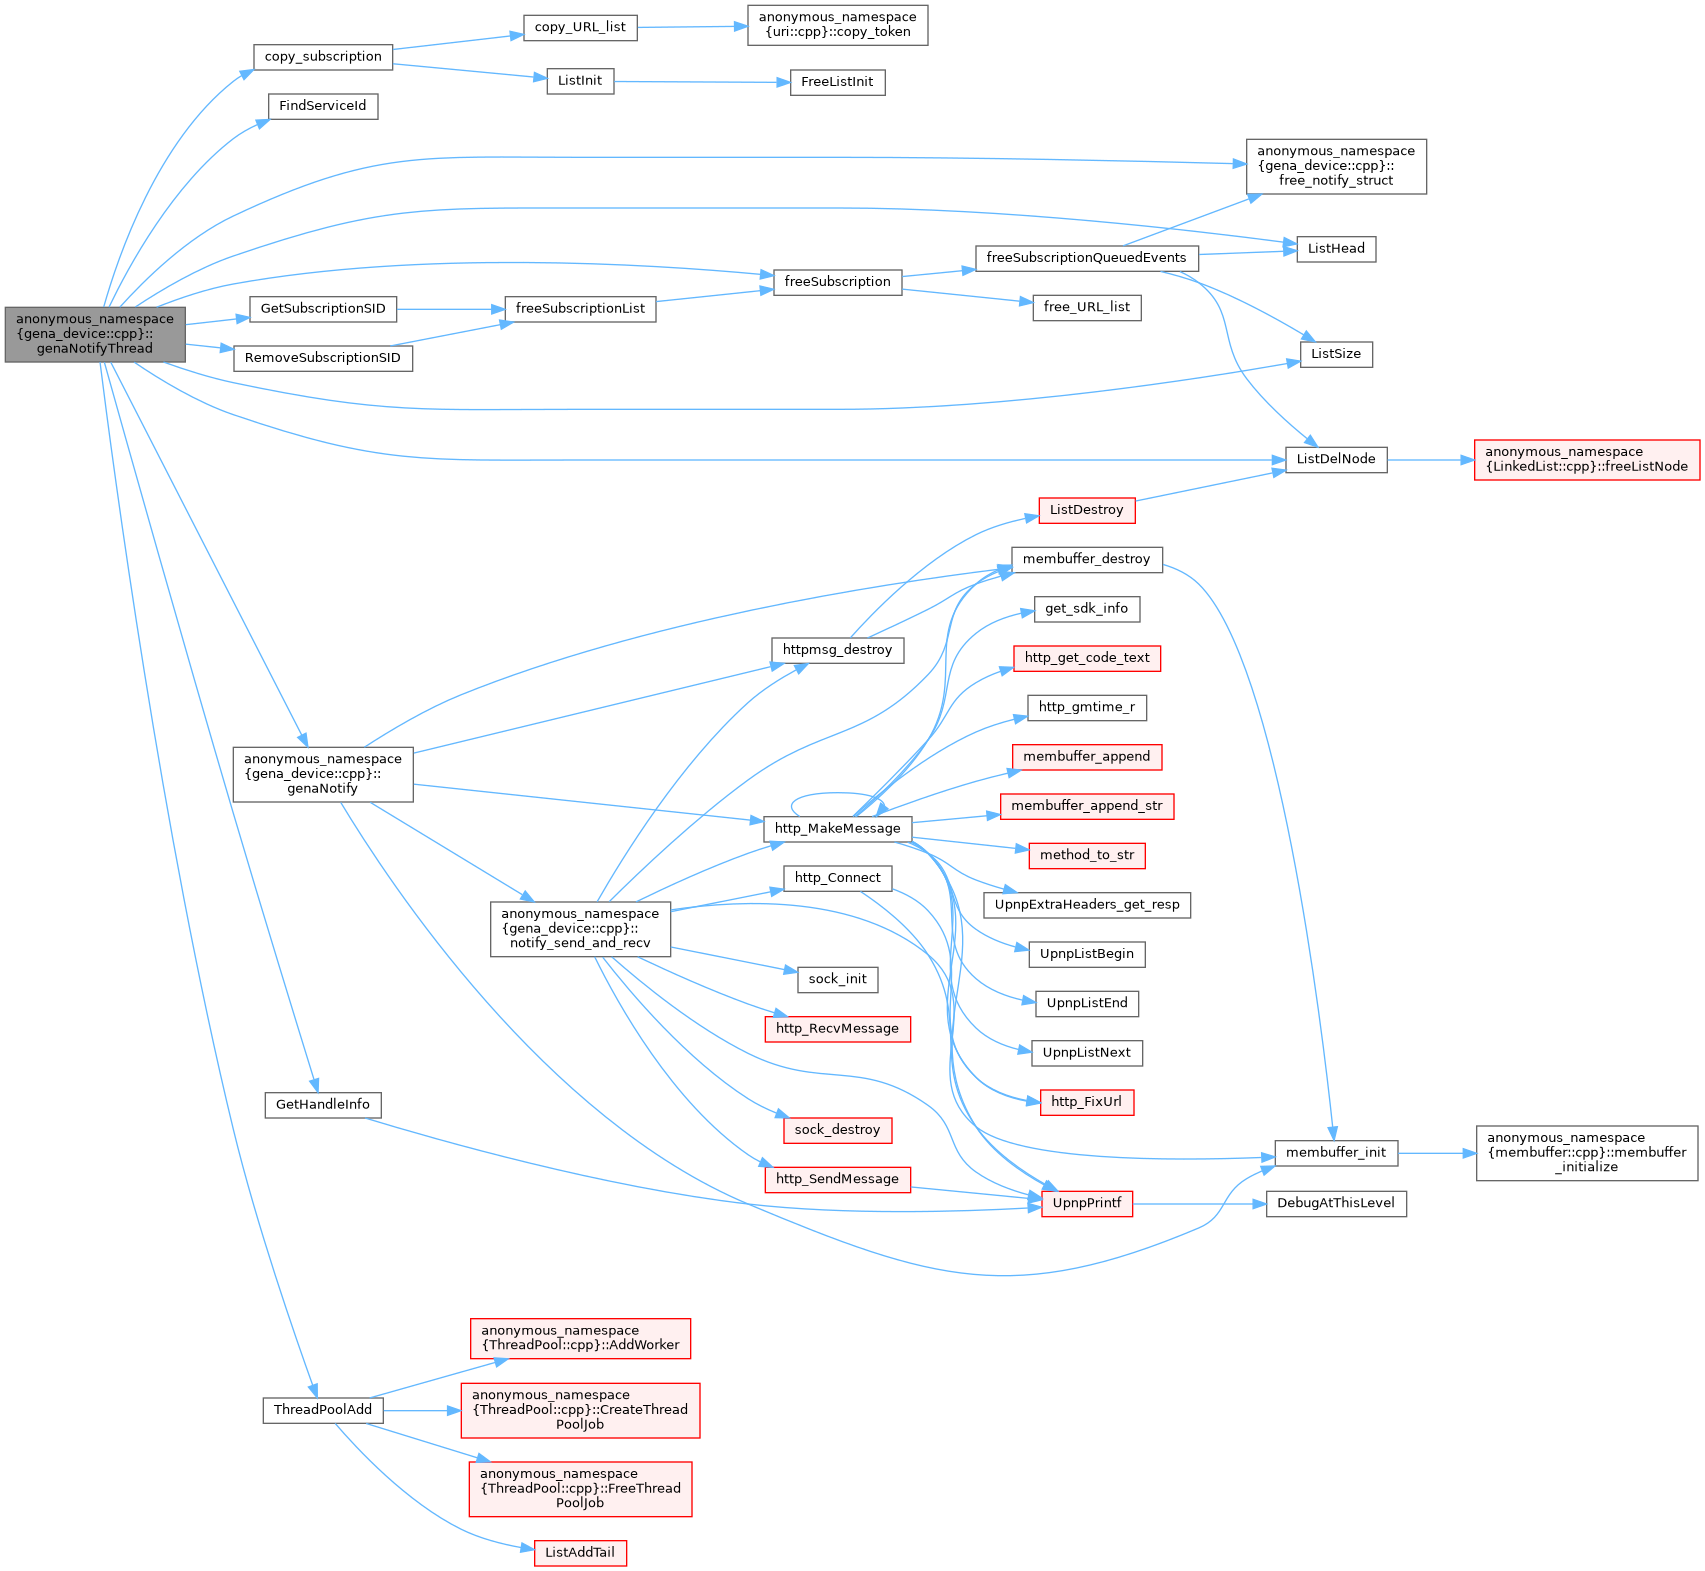 copy_URL_list
anonymous_namespace
{uri::cpp}::copy_token
copy_subscription
ListInit
FreeListInit
FindServiceId
anonymous_namespace
{gena_device::cpp}::
free_notify_struct
ListHead
freeSubscriptionQueuedEvents
freeSubscription
free_URL_list
GetSubscriptionSID
freeSubscriptionList
anonymous_namespace
{gena_device::cpp}::
genaNotifyThread
RemoveSubscriptionSID
ListSize
ListDelNode
anonymous_namespace
{LinkedList::cpp}::freeListNode
ListDestroy
membuffer_destroy
get_sdk_info
httpmsg_destroy
http_get_code_text
http_gmtime_r
anonymous_namespace
{gena_device::cpp}::
genaNotify
membuffer_append
membuffer_append_str
http_MakeMessage
method_to_str
http_Connect
UpnpExtraHeaders_get_resp
anonymous_namespace
{gena_device::cpp}::
notify_send_and_recv
UpnpListBegin
sock_init
UpnpListEnd
http_RecvMessage
UpnpListNext
GetHandleInfo
http_FixUrl
sock_destroy
membuffer_init
anonymous_namespace
{membuffer::cpp}::membuffer
_initialize
http_SendMessage
UpnpPrintf
DebugAtThisLevel
anonymous_namespace
{ThreadPool::cpp}::AddWorker
ThreadPoolAdd
anonymous_namespace
{ThreadPool::cpp}::CreateThread
PoolJob
anonymous_namespace
{ThreadPool::cpp}::FreeThread
PoolJob
ListAddTail